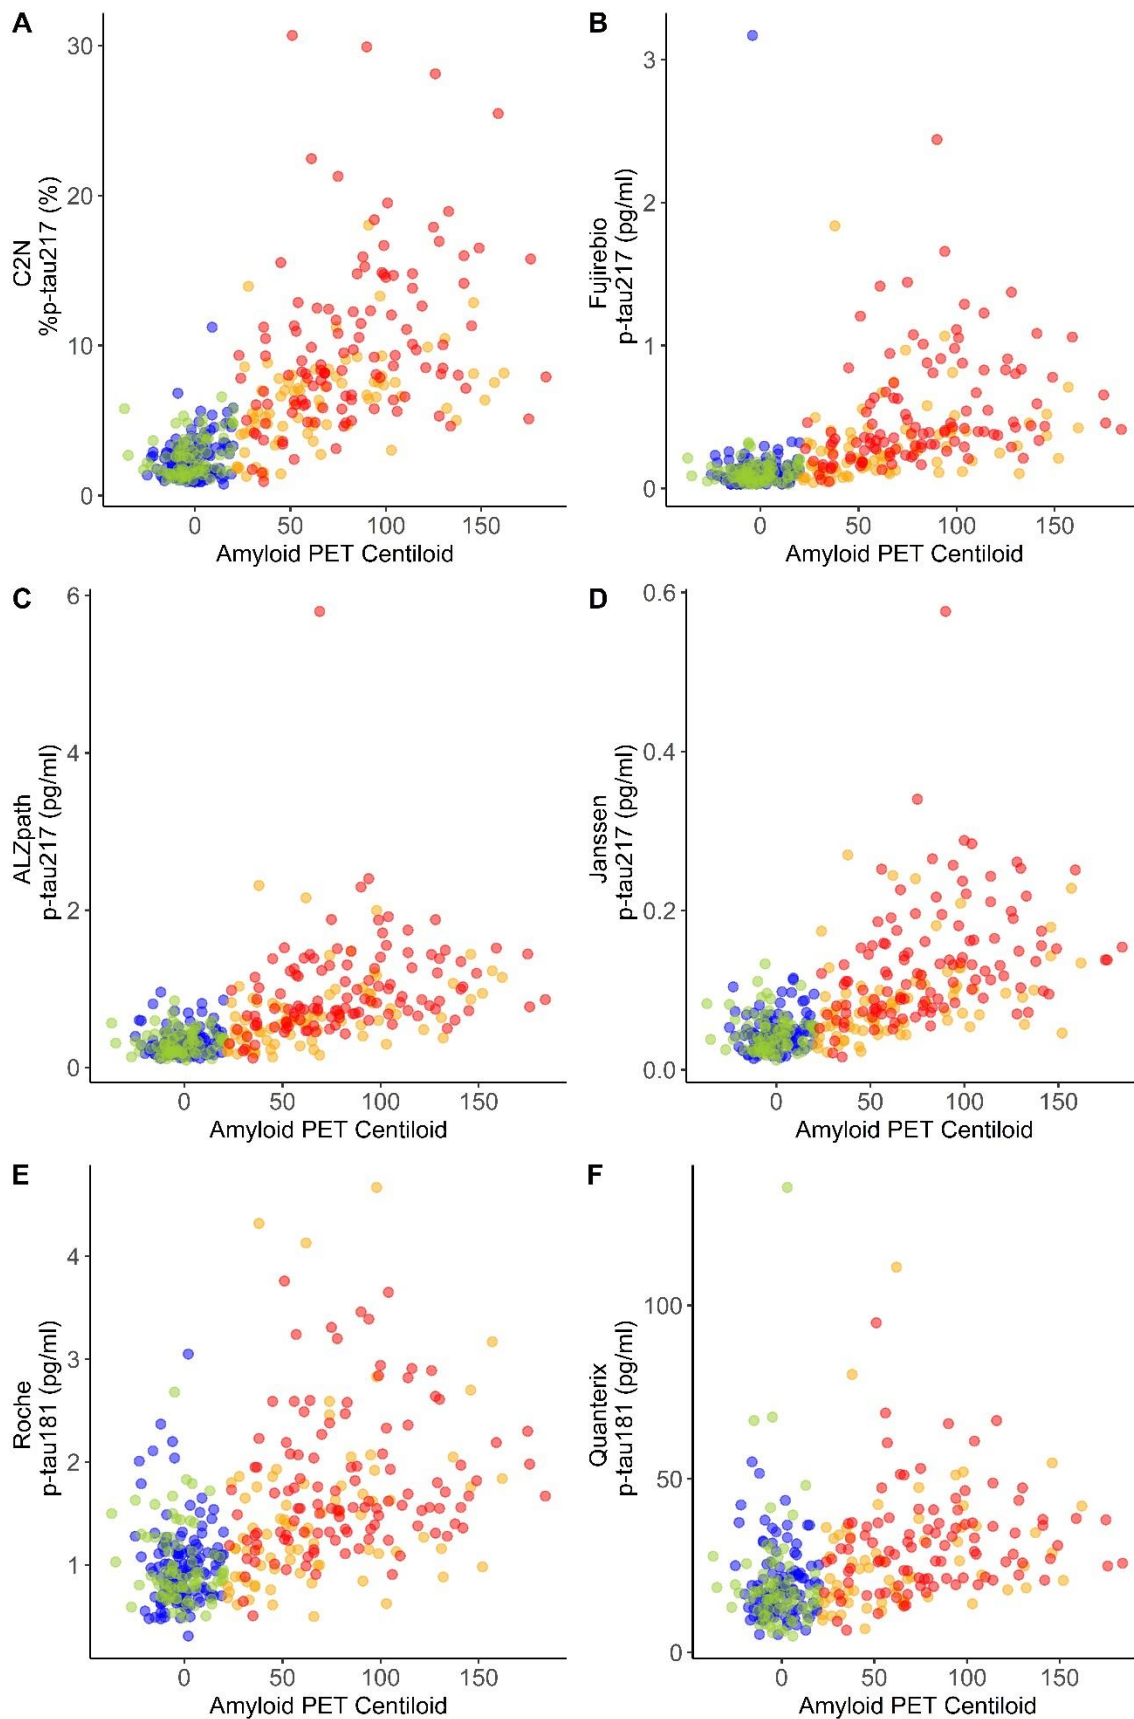 A
C2N
%p-tau217 (%)
30
20
10
0
0 50 100 150
Amyloid PET Centiloid
B
Fujirebio
p-tau217 (pg/ml)
3
2
1
0
0 50 100 150
Amyloid PET Centiloid
C
ALZpath
p-tau217 (pg/ml)
6
4
2
0
0 50 100 150
Amyloid PET Centiloid
D
Janssen
p-tau217 (pg/ml)
0.6
0.4
0.2
0.0
0 50 100 150
Amyloid PET Centiloid
E
Roche
p-tau181 (pg/ml)
4
3
2
1
0 50 100 150
Amyloid PET Centiloid
F
Quanterix
p-tau181 (pg/ml)
100
50
0
0 50 100 150
Amyloid PET Centiloid